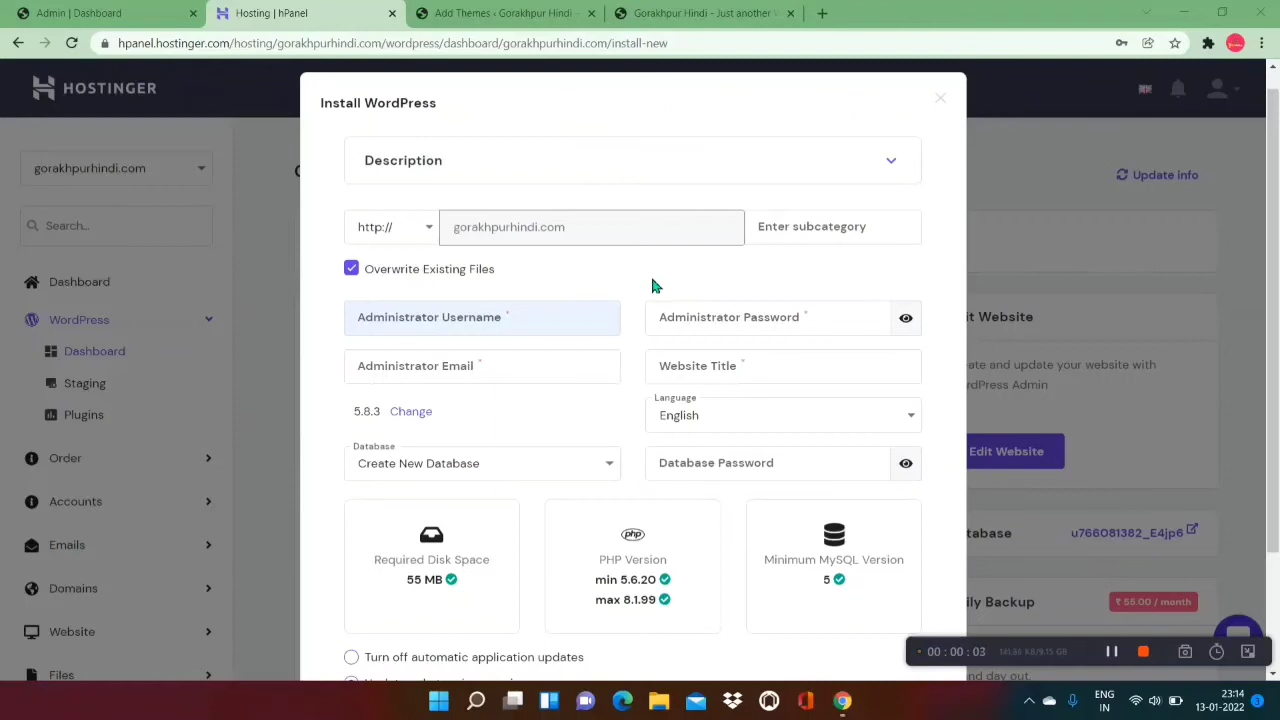 Admin | Dashboard
Hosting | hPanel
Add Themes ‹ Gorakhpur Hindi —
Gorakhpur Hindi - Just another
hpanel.hostinger.com/hosting/gorakhpurhindi.com/wordpress/dashboard/gorakhpurhindi.com/install-new
HOSTINGER
gorakhpurhindi.com
Search...
Dashboard
WordPress
Dashboard
Staging
Plugins
Order
Accounts
Emails
Domains
Website
Files
Install WordPress
Description
http://
gorakhpurhindi.com
Enter subcategory
Overwrite Existing Files
Administrator Username *
Administrator Password *
Administrator Email *
Website Title *
5.8.3 Change
Language
English
Database
Create New Database
Database Password
Required Disk Space
55 MB
PHP Version
min 5.6.20
max 8.1.99
php
Minimum MySQL Version
5
Turn off automatic application updates
Update info
it Website
eate and update your website with
rdPress Admin
Edit Website
atabase
u766081382_E4jp6
ily Backup
₹ 55.00 / month
nd day out.
00 : 00 : 03
ENG
IN
23:14
13-01-2022
3